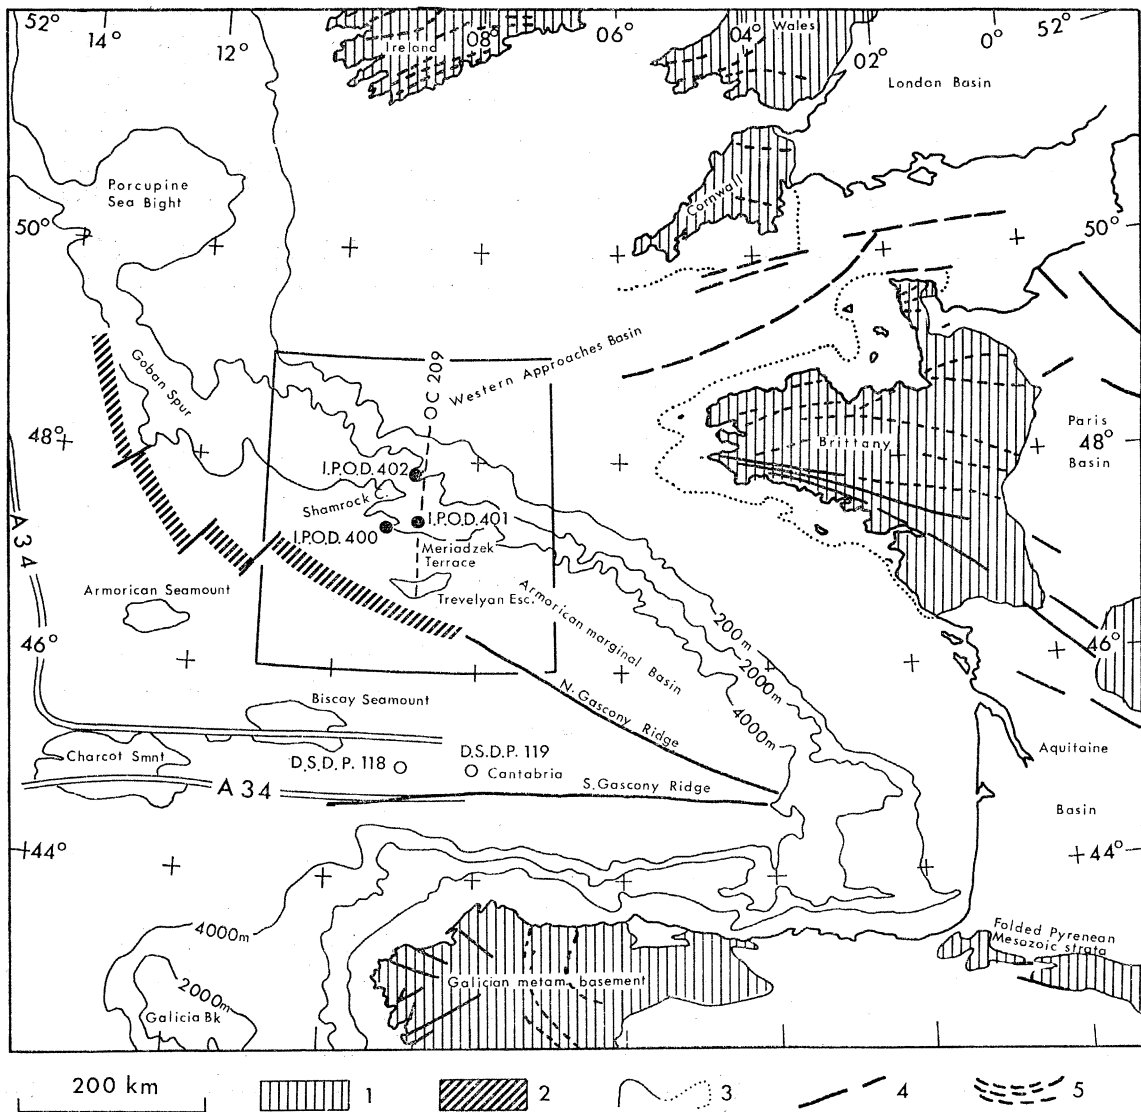 52°
14°
12°
08°
06°
04°
02°
0°
52°
Ireland
Wales
London Basin
Porcupine
Sea Bight
Cornwall
50°
50°
Goban Spur
OC 209
Western Approaches Basin
48°
Brittany
Paris
48°
Basin
I.P.O.D. 402
Shamrock C.
I.P.O.D. 401
I.P.O.D. 400
Meriadzek
Terrace
Trevelyan Esc.
A 34
Armorican Seamount
Armorican marginal Basin
200 m
2000m
4000m
46°
46°
Biscay Seamount
N. Gascony Ridge
Charcot Smnt
D.S.D.P. 118
D.S.D.P. 119
Cantabria
Aquitaine
A 34
S. Gascony Ridge
Basin
44°
44°
4000m
2000m
Galicia Bk
Galician metam. basement
Folded Pyrenean
Mesozoic strata
200 km
1
2
3
4
5